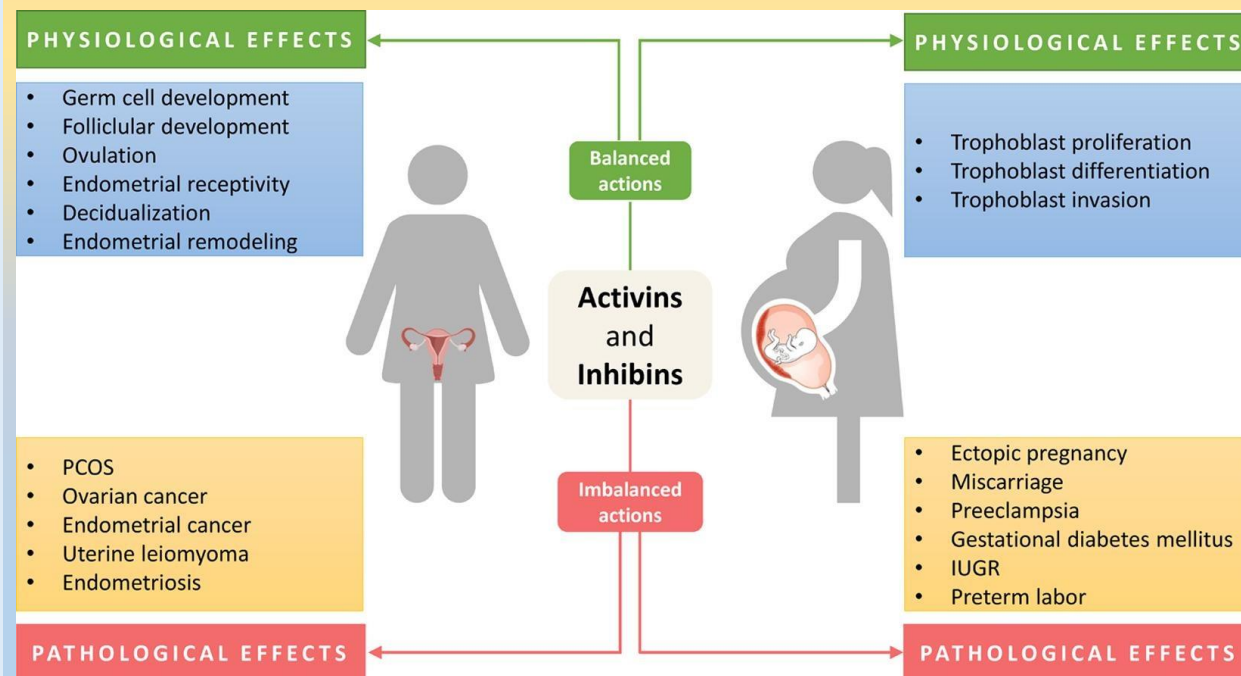 PHYSIOLOGICAL EFFECTS
• Germ cell development
• Follicular development
• Ovulation
• Endometrial receptivity
• Decidualization
• Endometrial remodeling
Balanced
actions
PHYSIOLOGICAL EFFECTS
• Trophoblast proliferation
• Trophoblast differentiation
• Trophoblast invasion
Activins
and
Inhibins
• PCOS
• Ovarian cancer
• Endometrial cancer
• Uterine leiomyoma
• Endometriosis
PATHOLOGICAL EFFECTS
Imbalanced
actions
• Ectopic pregnancy
• Miscarriage
• Preeclampsia
• Gestational diabetes mellitus
• IUGR
• Preterm labor
PATHOLOGICAL EFFECTS